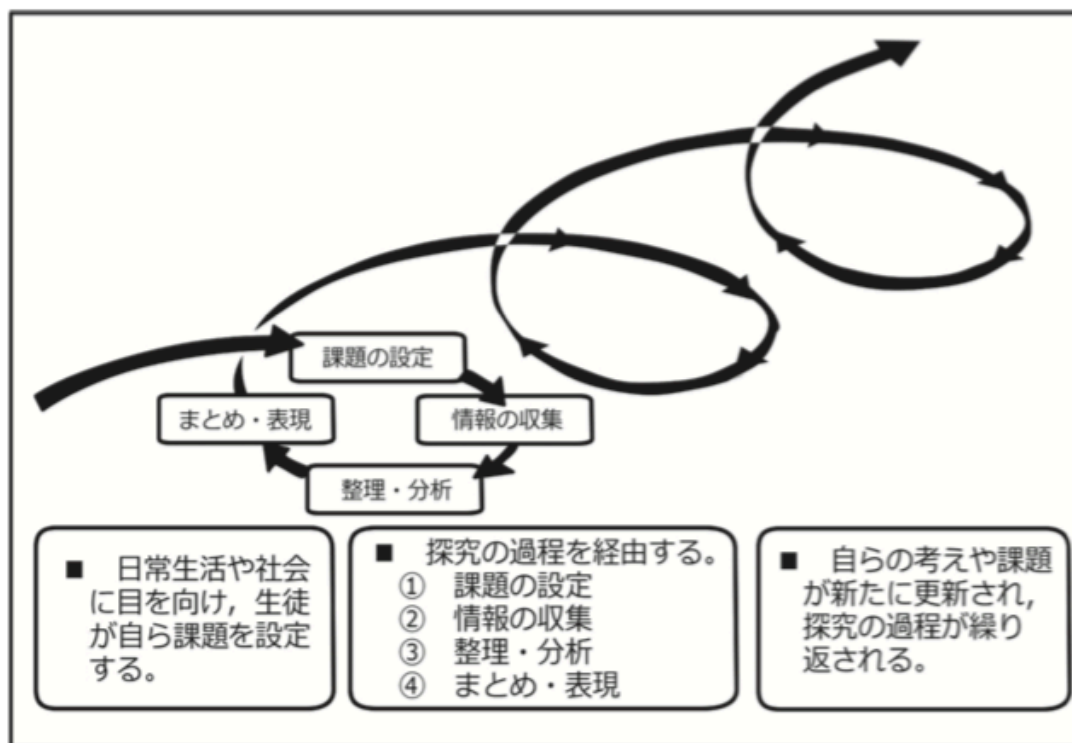 課題の設定
まとめ・表現
情報の収集
整理・分析
■ 日常生活や社会
に目を向け，生徒
が自ら課題を設定
する。
■ 探究の過程を経由する。
① 課題の設定
② 情報の収集
③ 整理・分析
④ まとめ・表現
■ 自らの考えや課題
が新たに更新され，
探究の過程が繰り
返される。